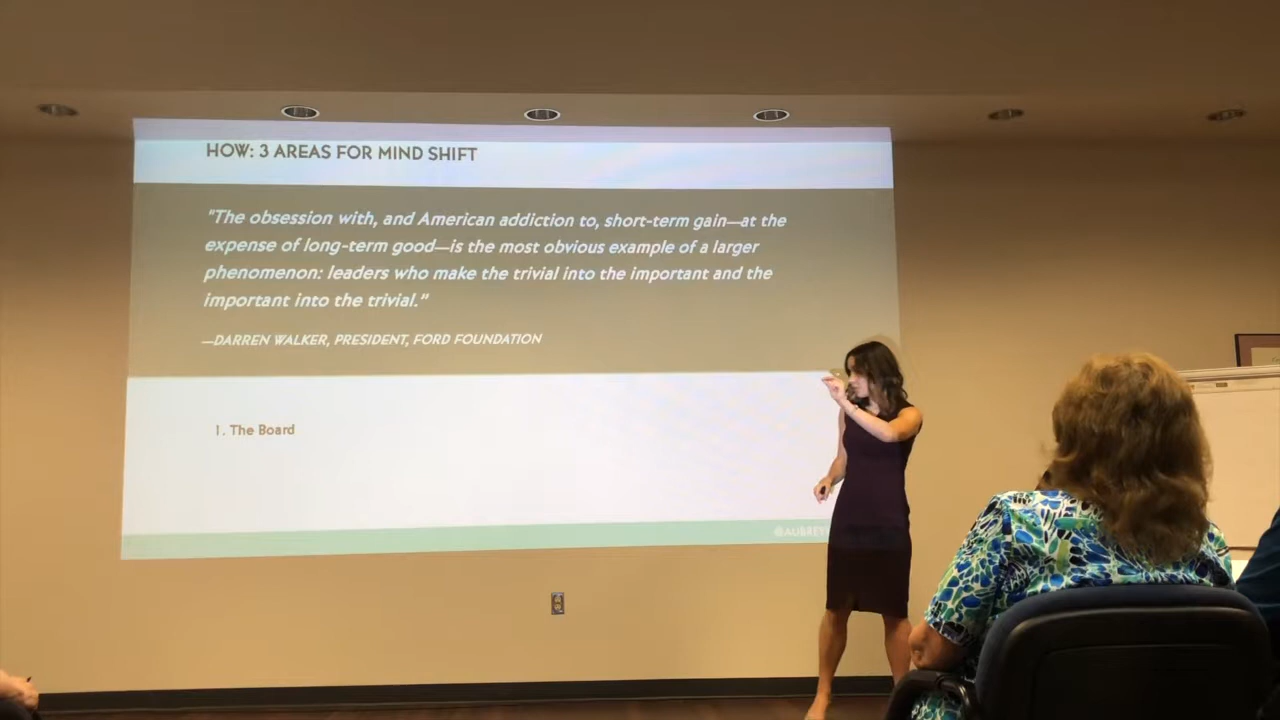 HOW: 3 AREAS FOR MIND SHIFT
"The obsession with, and American addiction to, short-term gain—at the
expense of long-term good—is the most obvious example of a larger
phenomenon: leaders who make the trivial into the important and the
important into the trivial."
—DARREN WALKER, PRESIDENT, FORD FOUNDATION
1. The Board